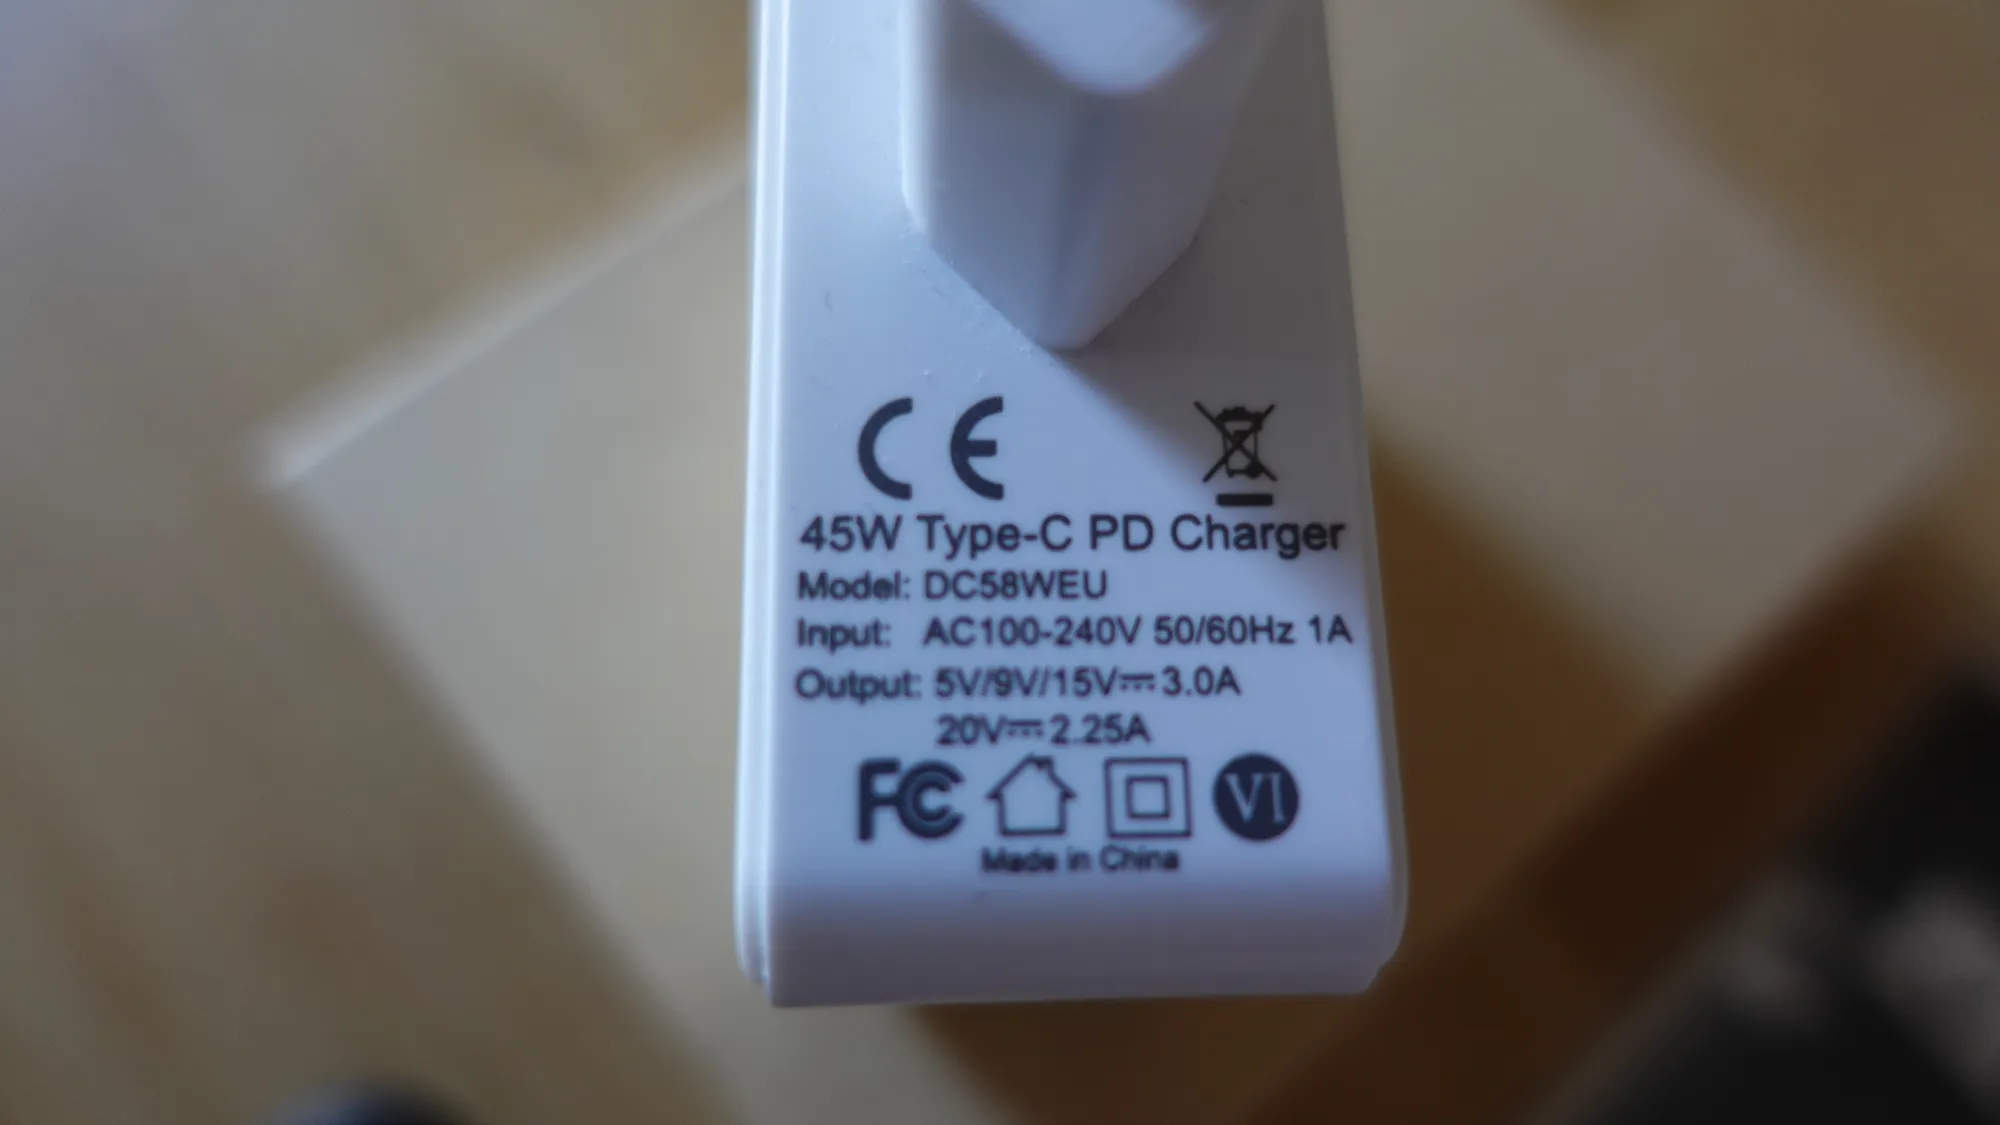 CE
45W Type-C PD Charger
Model: DC58WEU
Input: AC100-240V 50/60Hz 1A
Output: 5V/9V/15V⎓3.0A
20V⎓2.25A
FC VI
Made in China